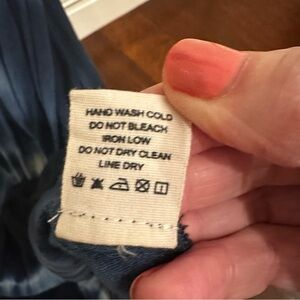 HAND WASH COLD
DO NOT BLEACH
IRON LOW
DO NOT DRY CLEAN
LINE DRY